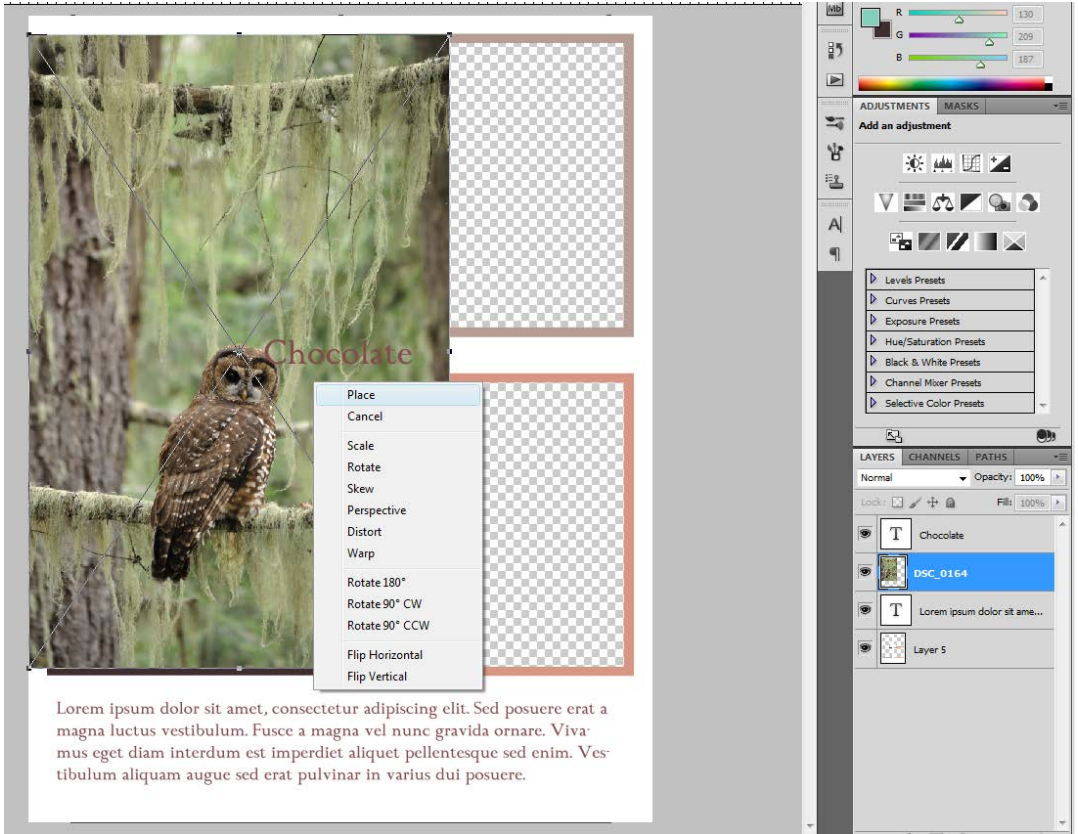 Mb
R 130
G 209
B 187
ADJUSTMENTS MASKS
Add an adjustment
Levels Presets
Curves Presets
Exposure Presets
Hue/Saturation Presets
Black & White Presets
Channel Mixer Presets
Selective Color Presets
LAYERS CHANNELS PATHS
Normal Opacity: 100%
Lock: Fill: 100%
T Chocolate
DSC_0164
T Lorem ipsum dolor sit ame...
Layer 5
A
¶
Chocolate
Place
Cancel
Scale
Rotate
Skew
Perspective
Distort
Warp
Rotate 180°
Rotate 90° CW
Rotate 90° CCW
Flip Horizontal
Flip Vertical
Lorem ipsum dolor sit amet, consectetur adipiscing elit. Sed posuere erat a
magna luctus vestibulum. Fusce a magna vel nunc gravida ornare. Viva-
mus eget diam interdum est imperdiet aliquet pellentesque sed enim. Ves-
tibulum aliquam augue sed erat pulvinar in varius dui posuere.